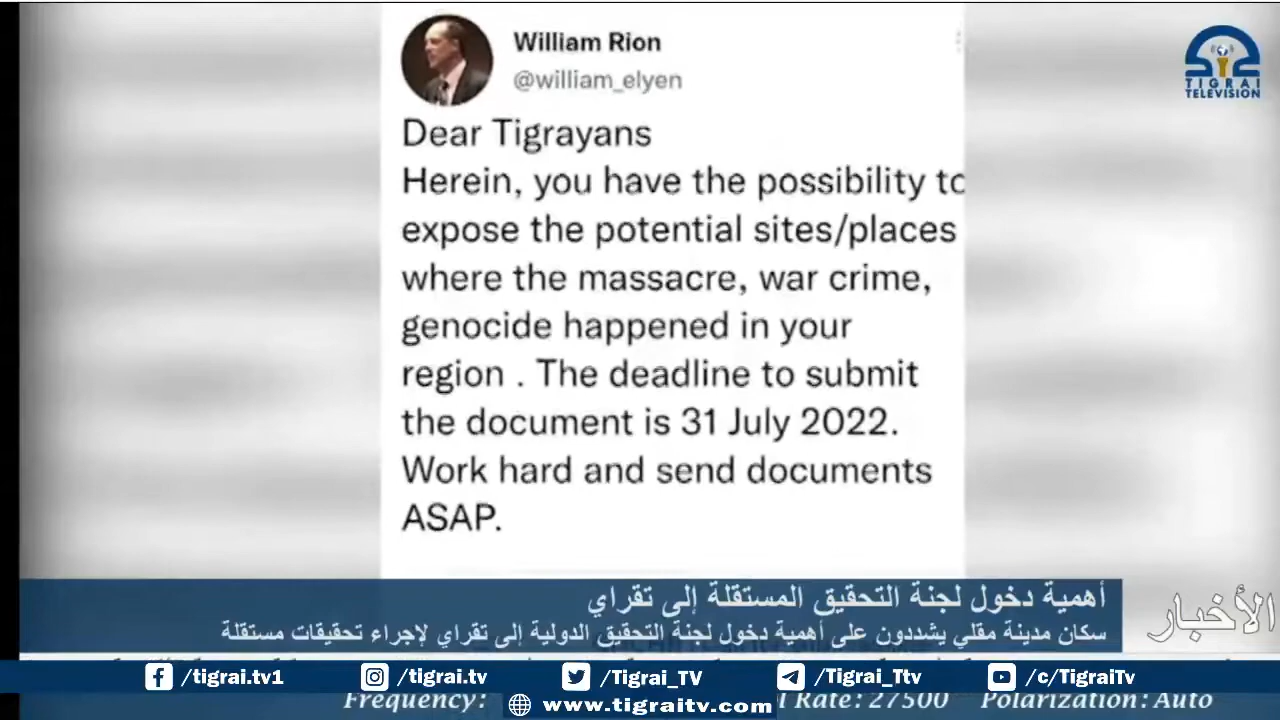 William Rion
@william_elyen
TIGRAI
TELEVISION
Dear Tigrayans
Herein, you have the possibility to
expose the potential sites/places
where the massacre, war crime,
genocide happened in your
region . The deadline to submit
the document is 31 July 2022.
Work hard and send documents
ASAP.
أهمية دخول لجنة التحقيق المستقلة إلى تقراي
سكان مدينة مقلي يشددون على أهمية دخول لجنة التحقيق الدولية إلى تقراي لإجراء تحقيقات مستقلة
الأخبار
/tigrai.tv1 /tigrai.tv /Tigrai_TV /Tigrai_Ttv /c/TigraiTv
Frequency: www.tigraitv.com Rate: 27500 Polarization: Auto